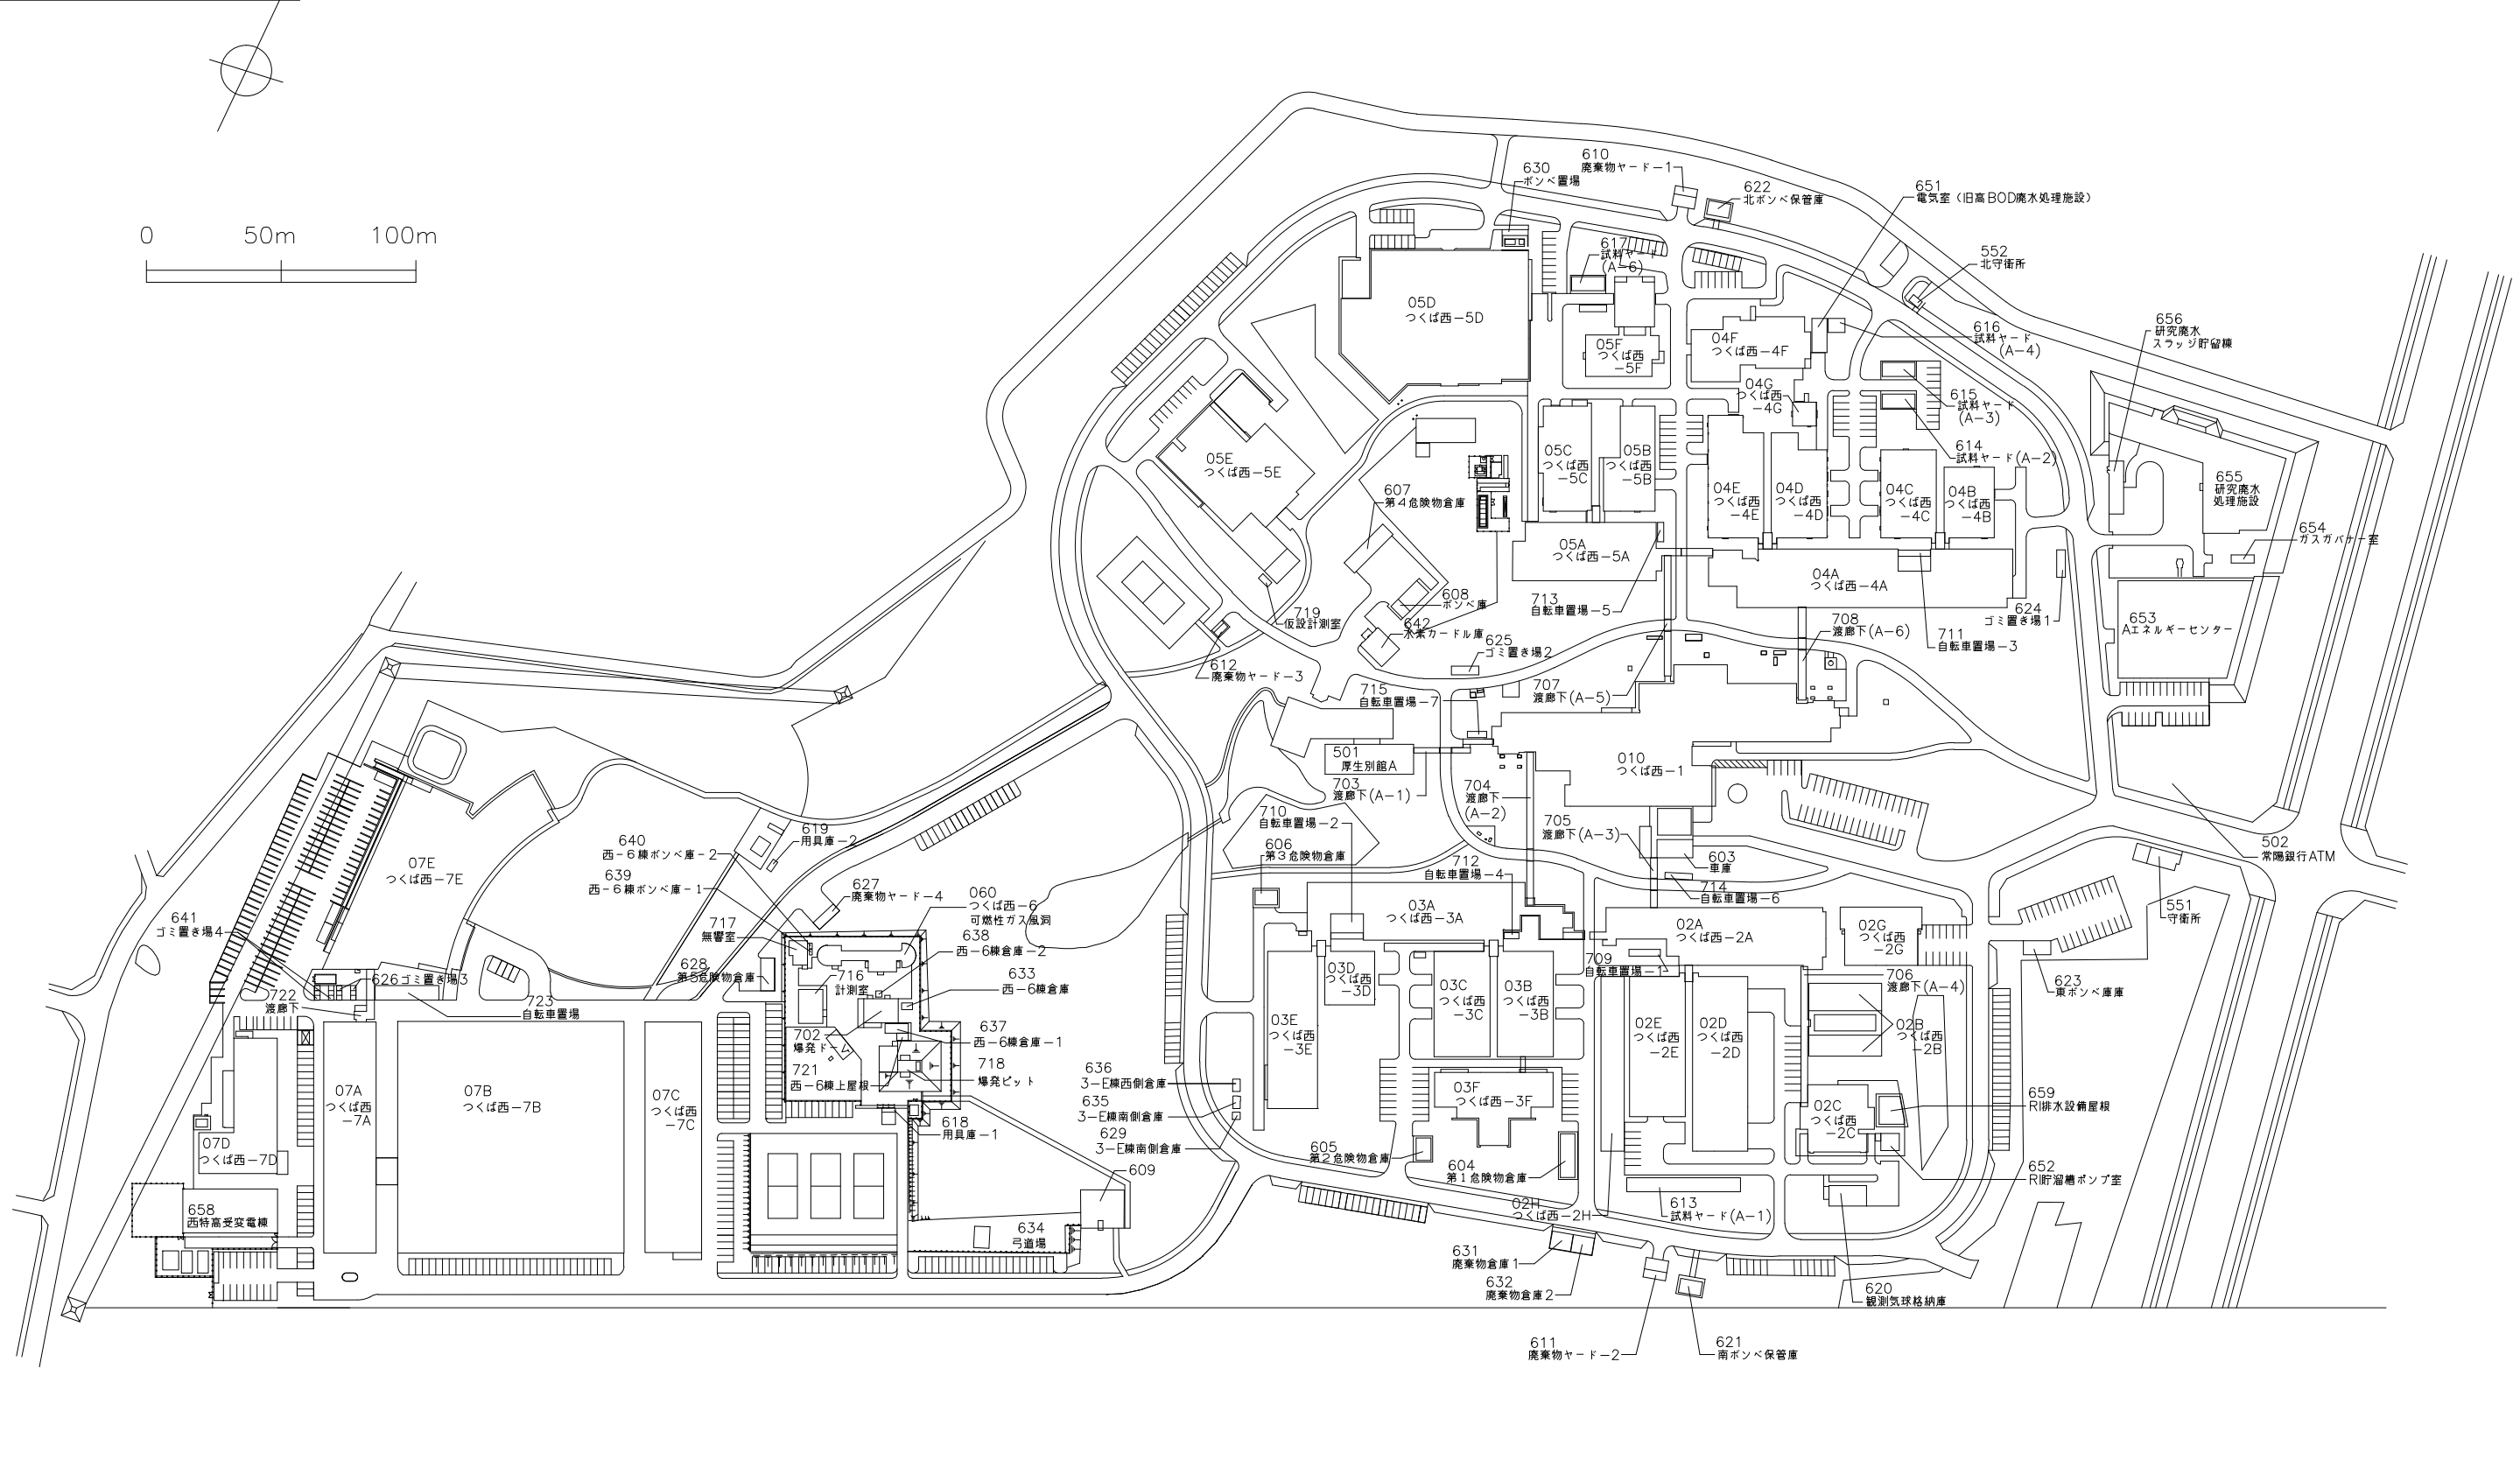 0
50m
100m
610
廃棄物ヤード－1
630
ボンベ置場
622
北ボンベ保管庫
651
電気室（旧高BOD廃水処理施設）
617
試料ヤード
(A－6)
552
北守衛所
05D
つくば西－5D
616
試料ヤード
(A－4)
656
研究廃水
スラッジ貯留棟
05F
つくば西
－5F
04F
つくば西－4F
04G
つくば西
－4G
615
試料ヤード
(A－3)
614
試料ヤード(A－2)
05E
つくば西－5E
05C
つくば西
－5C
05B
つくば西
－5B
04E
つくば西
－4E
04D
つくば西
－4D
04C
つくば西
－4C
04B
つくば西
－4B
655
研究廃水
処理施設
607
第４危険物倉庫
654
ガスガバナー室
05A
つくば西－5A
04A
つくば西－4A
608
ボンベ庫
713
自転車置場－5
624
ゴミ置き場1
653
Aエネルギーセンター
719
仮設計測室
642
水素カードル庫
625
ゴミ置き場2
708
渡廊下(A－6)
711
自転車置場－3
612
廃棄物ヤード－3
715
自転車置場－7
707
渡廊下(A－5)
501
厚生別館A
010
つくば西－1
703
渡廊下(A－1)
704
渡廊下
(A－2)
710
自転車置場－2
705
渡廊下(A－3)
502
常陽銀行ATM
640
西－６棟ボンベ庫－2
619
用具庫－2
606
第３危険物倉庫
712
自転車置場－4
603
車庫
07E
つくば西－7E
639
西－６棟ボンベ庫－1
627
廃棄物ヤード－4
060
つくば西－6
可燃性ガス風洞
714
自転車置場－6
551
守衛所
641
ゴミ置き場4
717
無響室
638
西－6棟倉庫－2
03A
つくば西－3A
02A
つくば西－2A
02G
つくば西
－2G
628
第5危険物倉庫
716
計測室
633
西－6棟倉庫
709
自転車置場－1
706
渡廊下(A－4)
623
東ボンベ庫庫
626ゴミ置き場3
722
渡廊下
723
自転車置場
03D
つくば西
－3D
03C
つくば西
－3C
03B
つくば西
－3B
03E
つくば西
－3E
702
爆発ドーム
637
西－6棟倉庫－1
02E
つくば西
－2E
02D
つくば西
－2D
02B
つくば西
－2B
721
西－6棟上屋根
718
爆発ピット
636
3－E棟西側倉庫
07A
つくば西
－7A
07B
つくば西－7B
07C
つくば西
－7C
03F
つくば西－3F
02C
つくば西
－2C
659
RI排水設備屋根
635
3－E棟南側倉庫
618
用具庫－1
629
3－E棟南側倉庫
07D
つくば西－7D
605
第２危険物倉庫
604
第１危険物倉庫
609
652
RI貯溜槽ポンプ室
658
西特高受変電棟
02H
つくば西－2H
613
試料ヤード(A－1)
634
弓道場
631
廃棄物倉庫1
632
廃棄物倉庫2
620
観測気球格納庫
611
廃棄物ヤード－2
621
南ボンベ保管庫